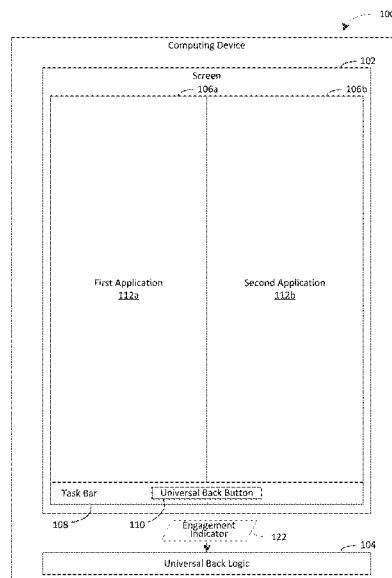 100
Computing Device
102
Screen
106a
106b
First Application
112a
Second Application
112b
Task Bar
Universal Back Button
108
110
Engagement
Indicator
122
104
Universal Back Logic